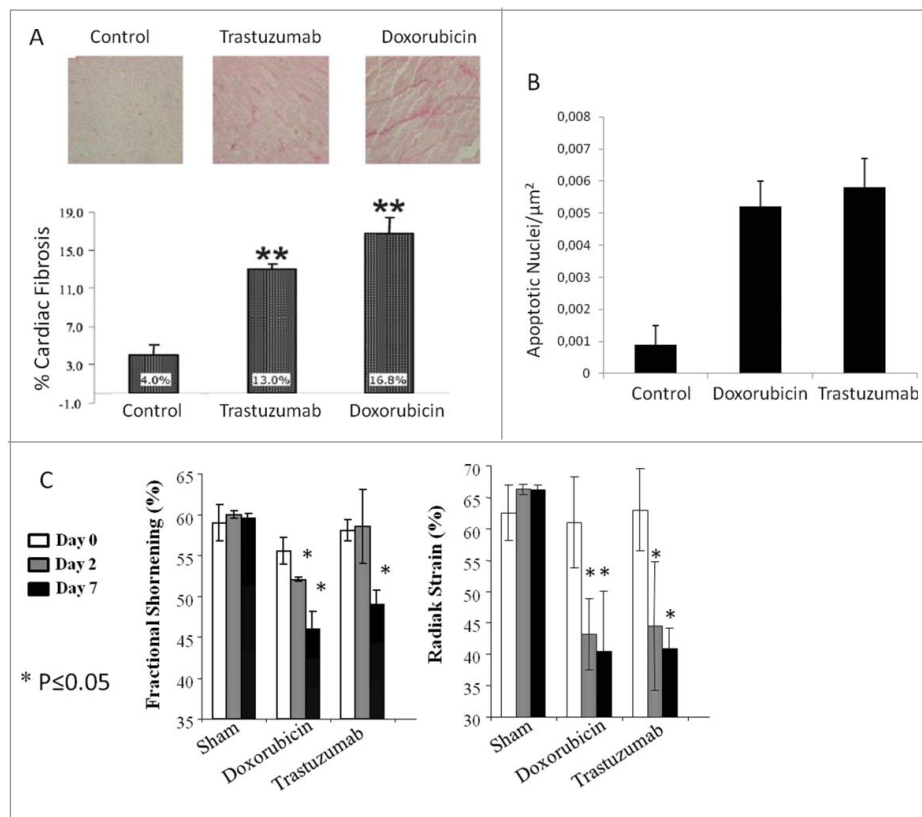 A
Control Trastuzumab Doxorubicin
% Cardiac Fibrosis
19,0
15.0
11.0
7.0
3.0
-1.0
** **
4.0% 13.0% 16.8%
Control Trastuzumab Doxorubicin
B
Apoptotic Nuclei/μm²
0,008
0,007
0,006
0,005
0,004
0,003
0,002
0,001
0
Control Doxorubicin Trastuzumab
C
Day 0
Day 2
Day 7
* P≤0.05
Fractional Shornening (%)
65
60
55
50
45
40
35
* * *
Sham
Doxorubicin
Trastuzumab
Radiak Strain (%)
70
65
60
55
50
45
40
35
30
* * * *
Sham
Doxorubicin
Trastuzumab